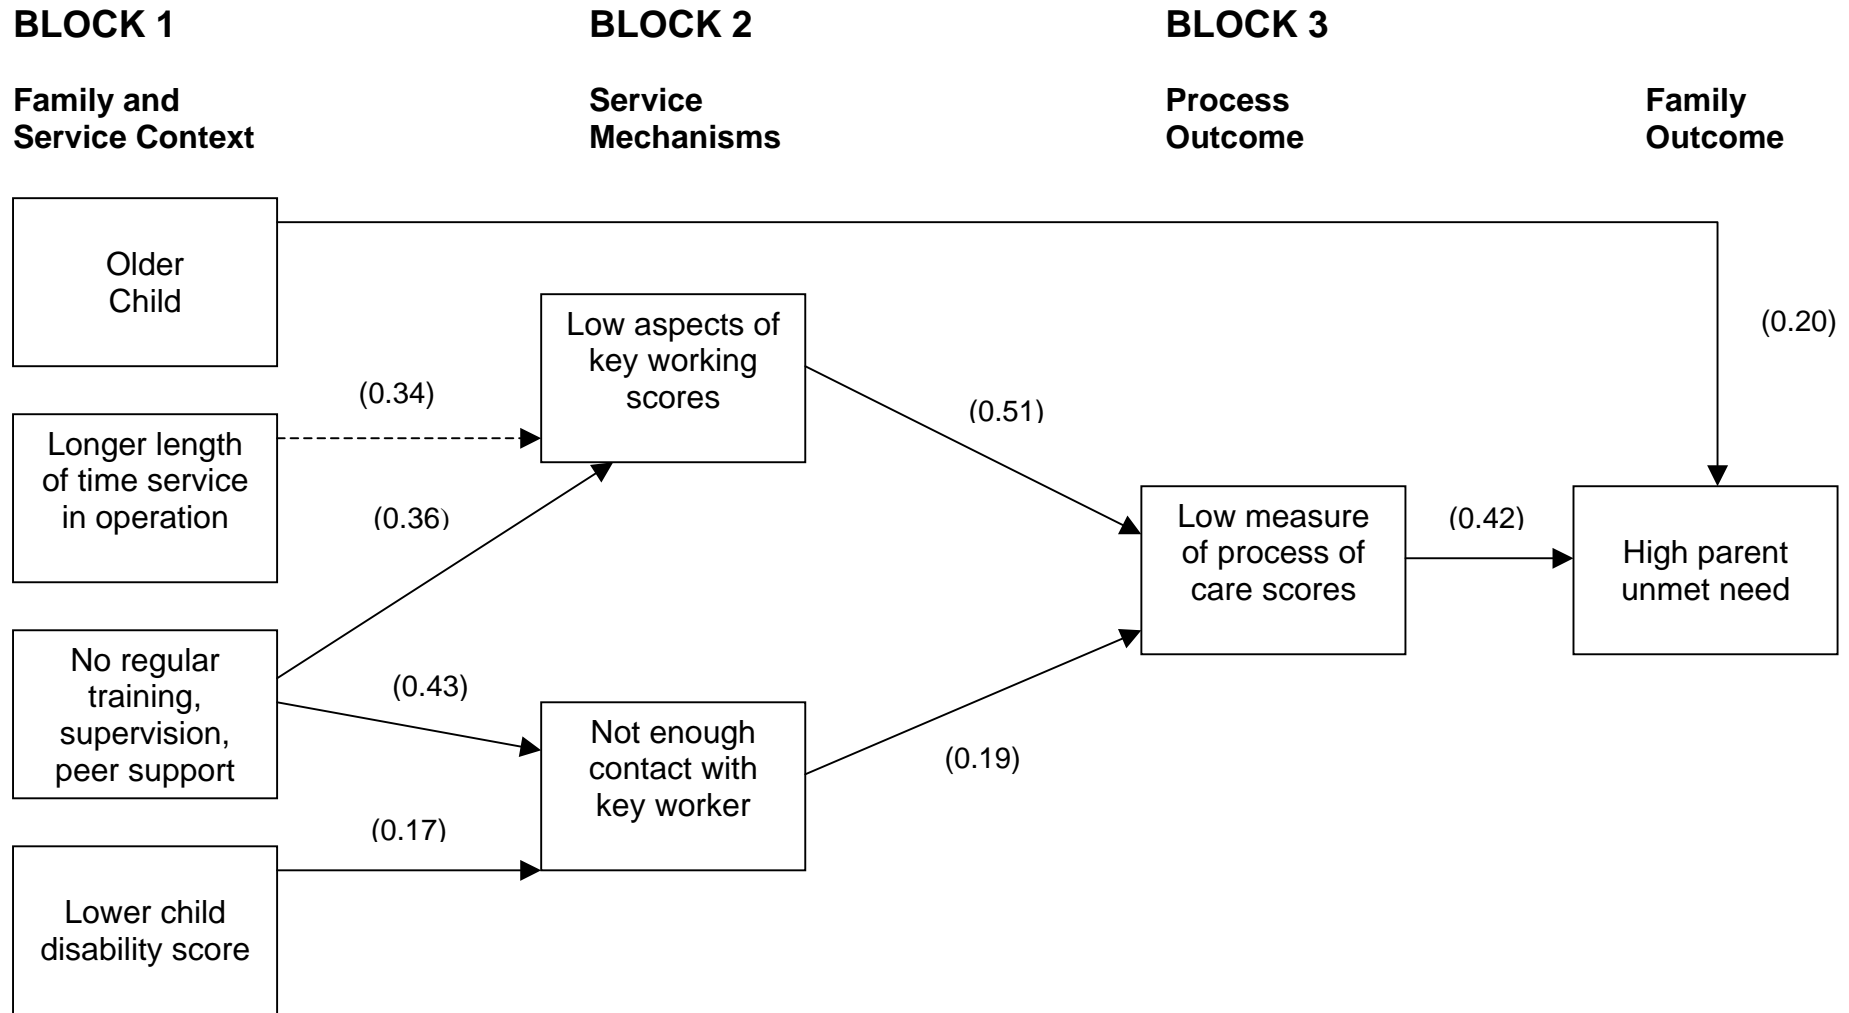 BLOCK 1
BLOCK 2
BLOCK 3
Family and
Service Context
Service
Mechanisms
Process
Outcome
Family
Outcome
Older
Child
(0.20)
Low aspects of
key working
scores
(0.34)
(0.51)
Longer length
of time service
in operation
(0.36)
Low measure
of process of
care scores
(0.42)
High parent
unmet need
No regular
training,
supervision,
peer support
(0.43)
Not enough
contact with
key worker
(0.19)
(0.17)
Lower child
disability score